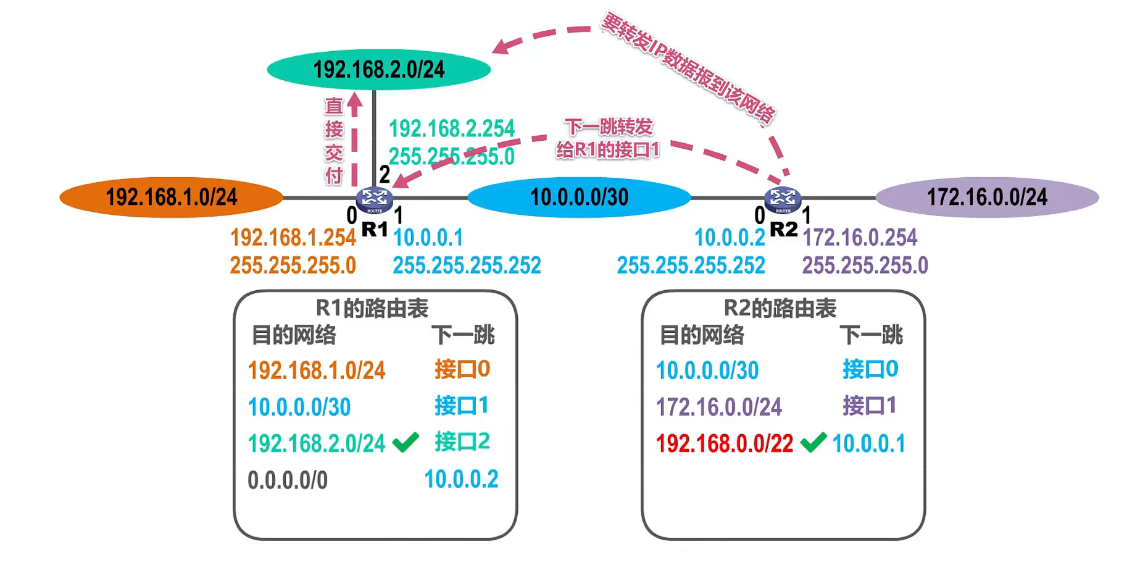 要转发IP数据报到该网络
192.168.2.0/24
直接交付
192.168.2.254
255.255.255.0
下一跳转发
给R1的接口1
2
192.168.1.0/24
ROUTER
10.0.0.0/30
ROUTER
172.16.0.0/24
0
R1
1
0
R2
1
192.168.1.254
255.255.255.0
10.0.0.1
255.255.255.252
10.0.0.2
255.255.255.252
172.16.0.254
255.255.255.0
R1的路由表
目的网络 下一跳
192.168.1.0/24 接口0
10.0.0.0/30 接口1
192.168.2.0/24 接口2
0.0.0.0/0 10.0.0.2
R2的路由表
目的网络 下一跳
10.0.0.0/30 接口0
172.16.0.0/24 接口1
192.168.0.0/22 10.0.0.1